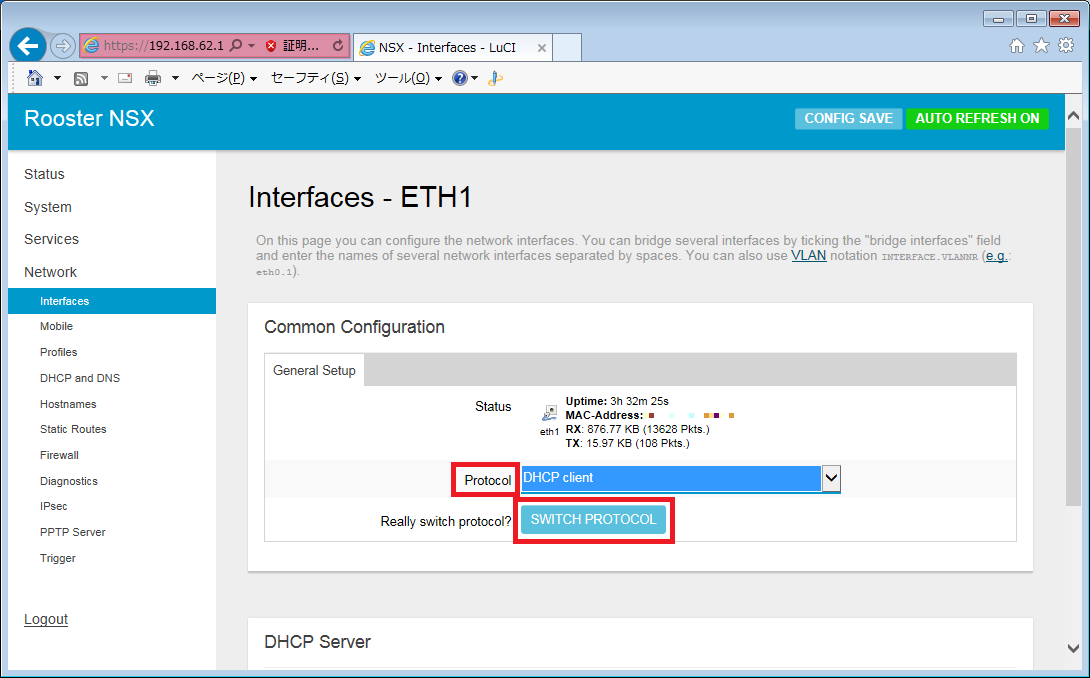 https://192.168.62.1 証明... NSX - Interfaces - LuCI
ページ(P) セーフティ(S) ツール(O)
Rooster NSX
CONFIG SAVE AUTO REFRESH ON
Status
System
Services
Network
Interfaces
Mobile
Profiles
DHCP and DNS
Hostnames
Static Routes
Firewall
Diagnostics
IPsec
PPTP Server
Trigger
Logout
Interfaces - ETH1
On this page you can configure the network interfaces. You can bridge several interfaces by ticking the "bridge interfaces" field
and enter the names of several network interfaces separated by spaces. You can also use VLAN notation INTERFACE.VLANNR (e.g.:
eth0.1).
Common Configuration
General Setup
Status
eth1
Uptime: 3h 32m 25s
MAC-Address:
RX: 876.77 KB (13628 Pkts.)
TX: 15.97 KB (108 Pkts.)
Protocol DHCP client
Really switch protocol? SWITCH PROTOCOL
DHCP Server